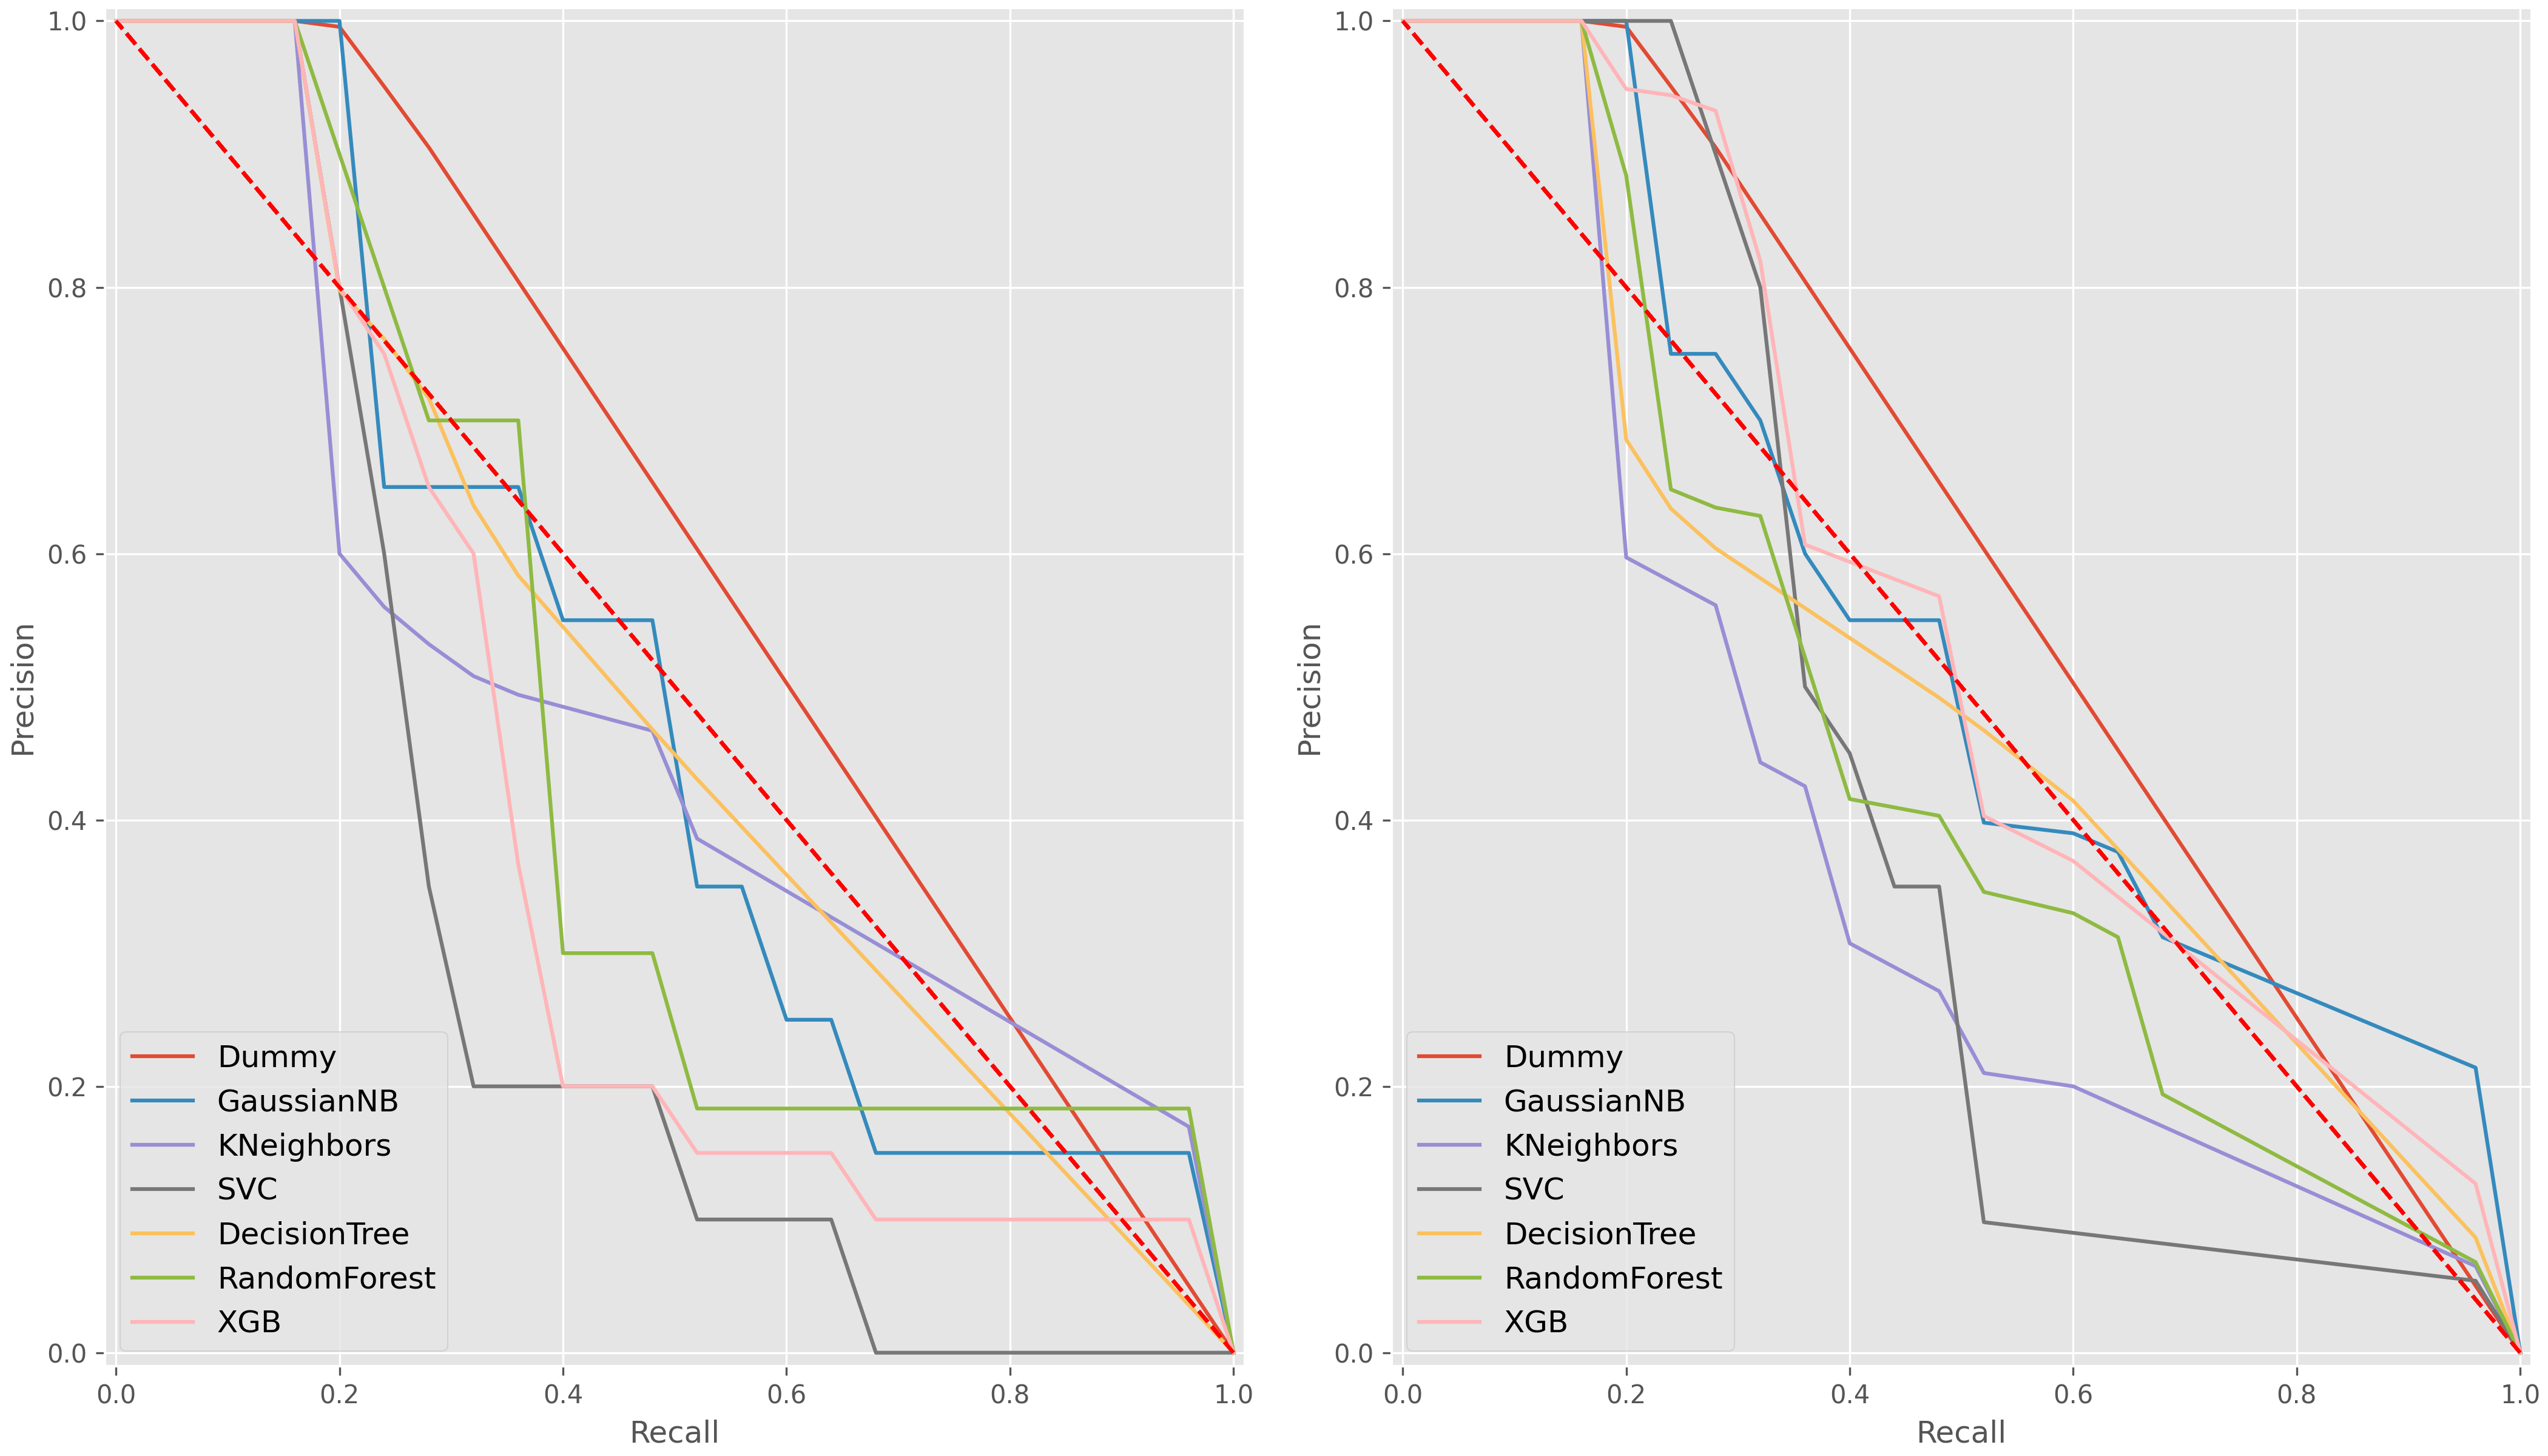 1.0
0.8
0.6
0.4
0.2
0.0
Precision
Dummy
GaussianNB
KNeighbors
SVC
DecisionTree
RandomForest
XGB
0.0 0.2 0.4 0.6 0.8 1.0
Recall
1.0
0.8
0.6
0.4
0.2
0.0
Precision
Dummy
GaussianNB
KNeighbors
SVC
DecisionTree
RandomForest
XGB
0.0 0.2 0.4 0.6 0.8 1.0
Recall